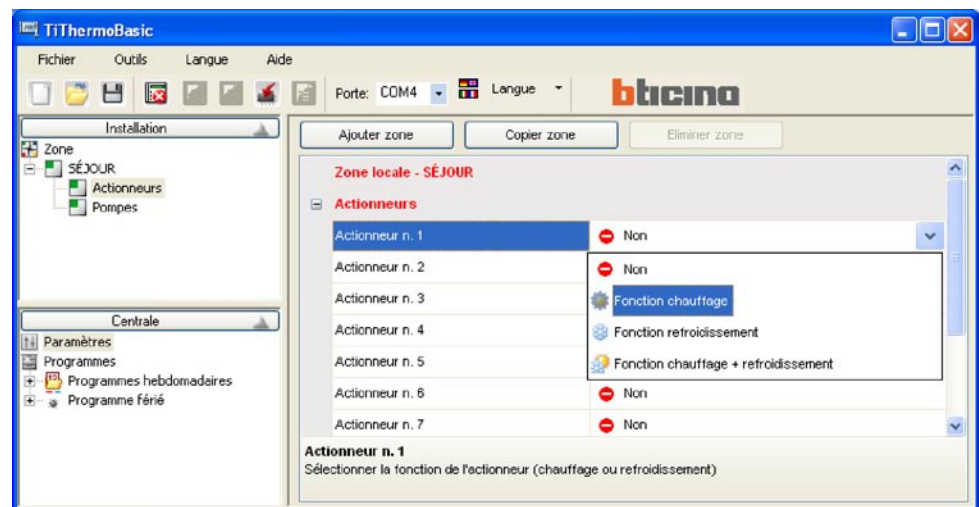 TiThermoBasic
Fichier Outils Langue Aide
Porte: COM4 Langue bticino
Installation
Zone
SÉJOUR
Actionneurs
Pompes
Centrale
Paramètres
Programmes
Programmes hebdomadaires
Programme férié
Ajouter zone Copier zone Eliminer zone
Zone locale - SÉJOUR
Actionneurs
Actionneur n. 1 Non
Actionneur n. 2 Non
Actionneur n. 3 Fonction chauffage
Actionneur n. 4 Fonction refroidissement
Actionneur n. 5 Fonction chauffage + refroidissement
Actionneur n. 6 Non
Actionneur n. 7 Non
Actionneur n. 1
Sélectionner la fonction de l'actionneur (chauffage ou refroidissement)